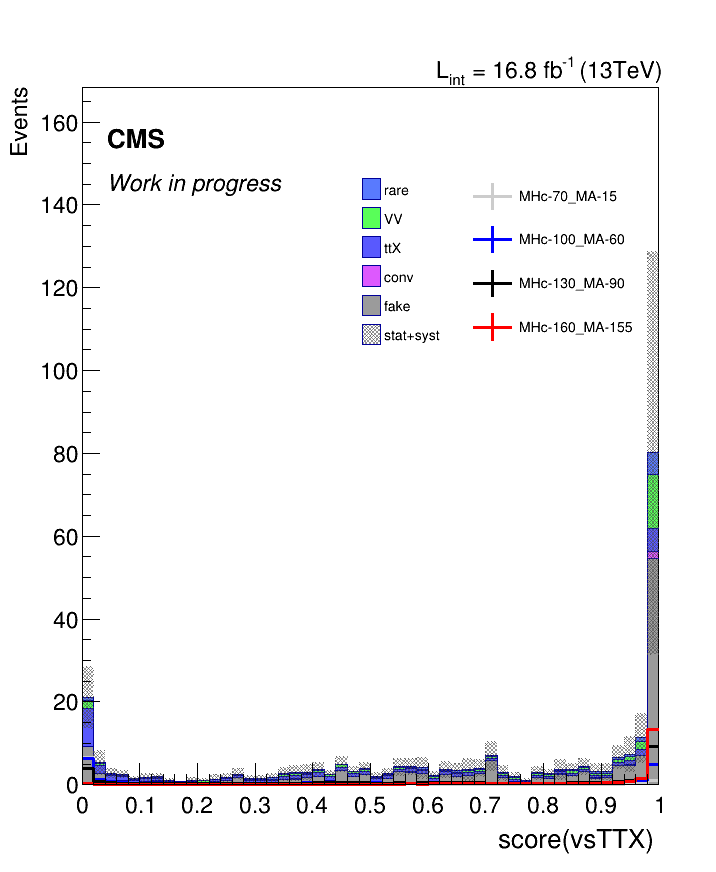 L_int = 16.8 fb^-1 (13TeV)
Events
160
140
120
100
80
60
40
20
0
CMS
Work in progress
rare
VV
ttX
conv
fake
stat+syst
MHc-70_MA-15
MHc-100_MA-60
MHc-130_MA-90
MHc-160_MA-155
0 0.1 0.2 0.3 0.4 0.5 0.6 0.7 0.8 0.9 1
score(vsTTX)